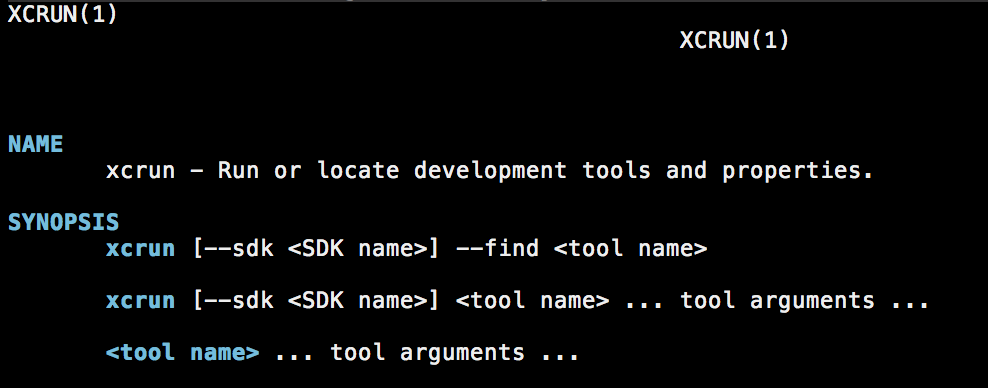 XCRUN(1)
XCRUN(1)
NAME
xcrun - Run or locate development tools and properties.
SYNOPSIS
xcrun [--sdk <SDK name>] --find <tool name>
xcrun [--sdk <SDK name>] <tool name> ... tool arguments ...
<tool name> ... tool arguments ...